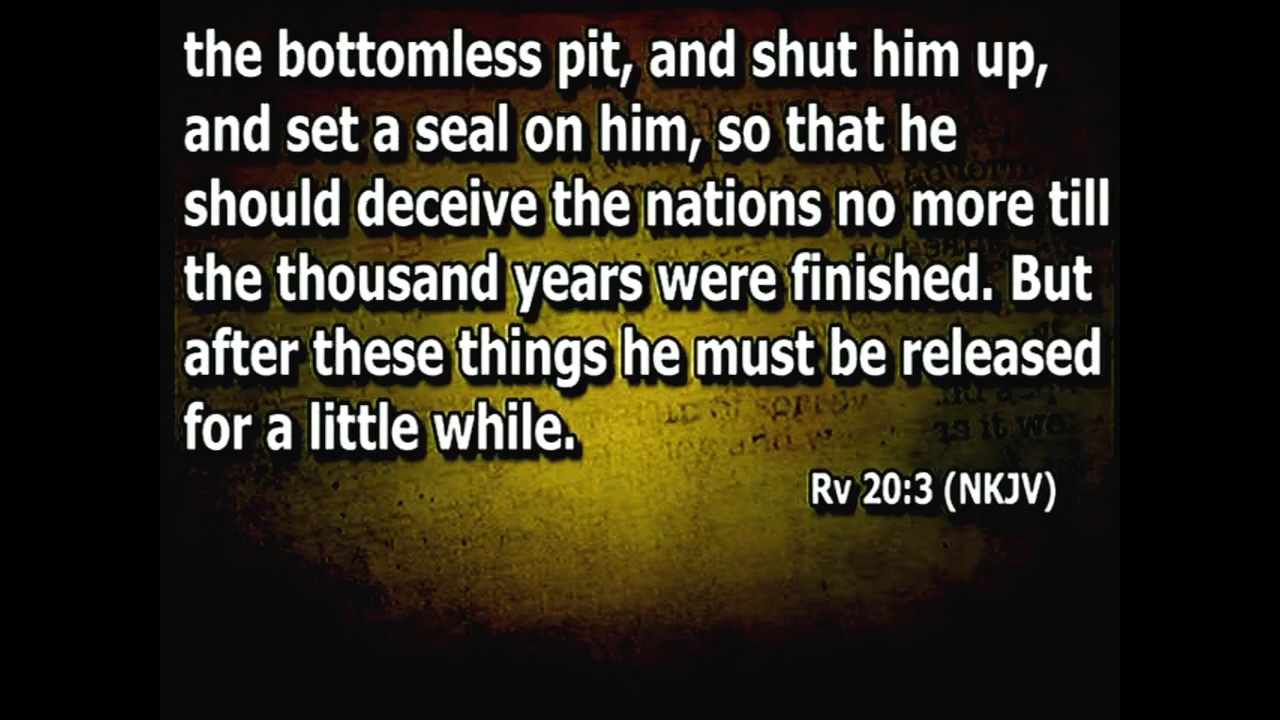 the bottomless pit, and shut him up,
and set a seal on him, so that he
should deceive the nations no more till
the thousand years were finished. But
after these things he must be released
for a little while.
Rv 20:3 (NKJV)